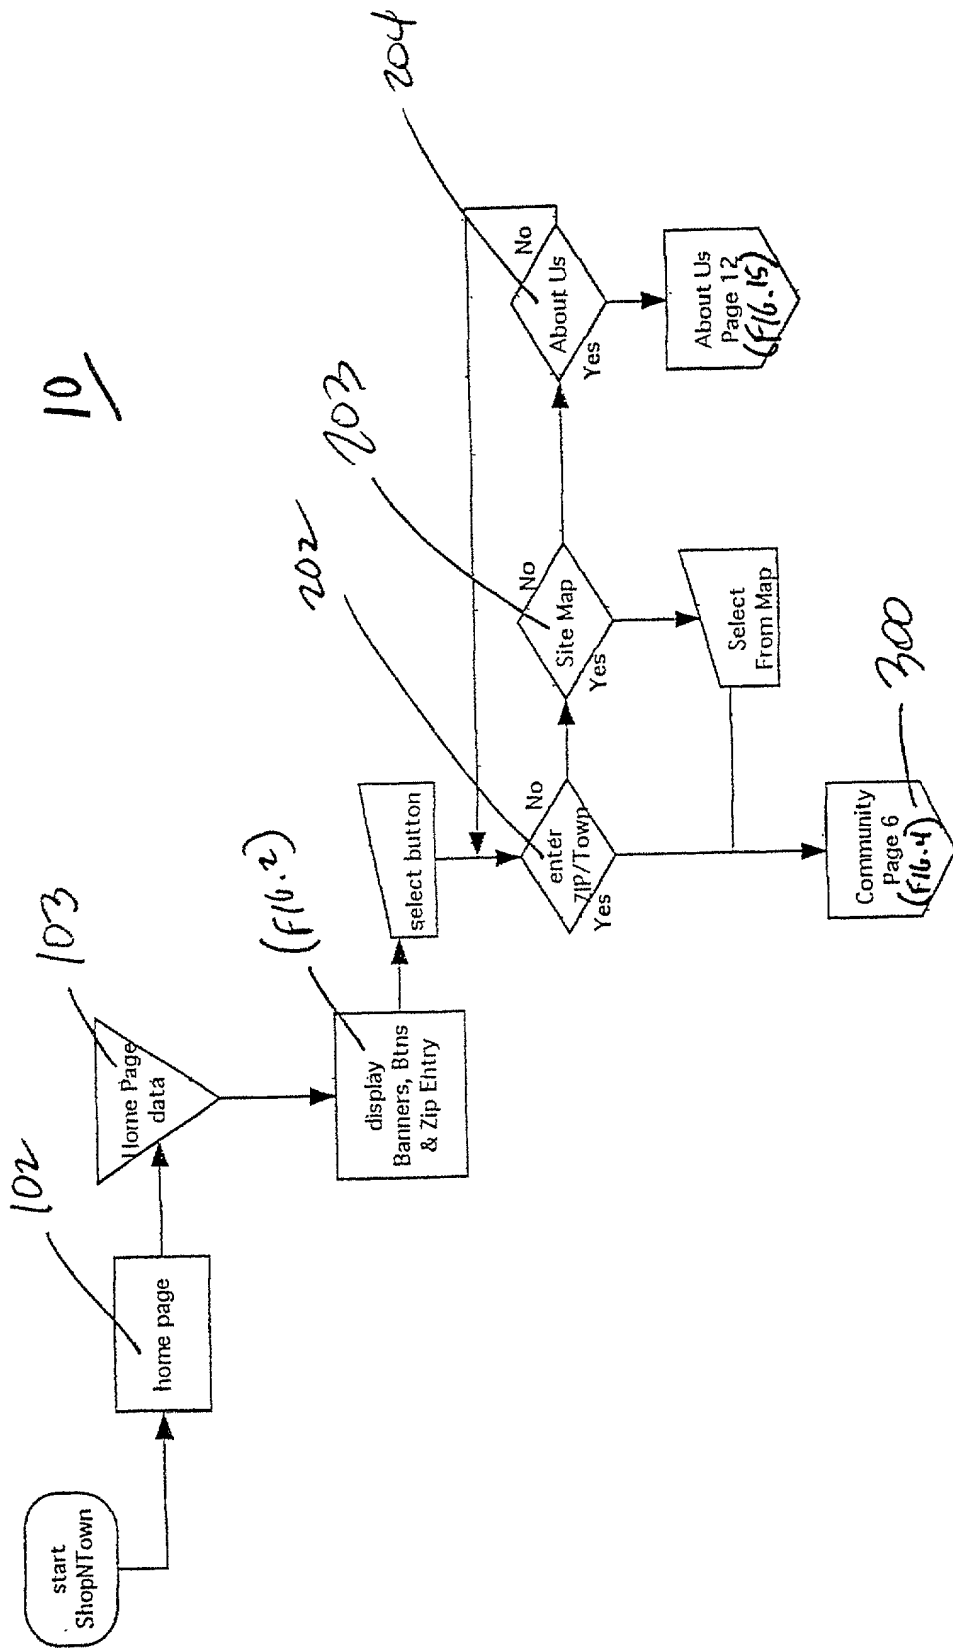 10
start
ShopNTown
102
home page
103
Home Page
data
(FIG.2)
display
Banners, Btns
& Zip Entry
select button
202
enter
ZIP/Town
No
Yes
203
Site Map
No
Yes
204
About Us
No
Yes
Select
From Map
Community
Page 6
(FIG.4)
300
About Us
Page 12
(FIG.15)